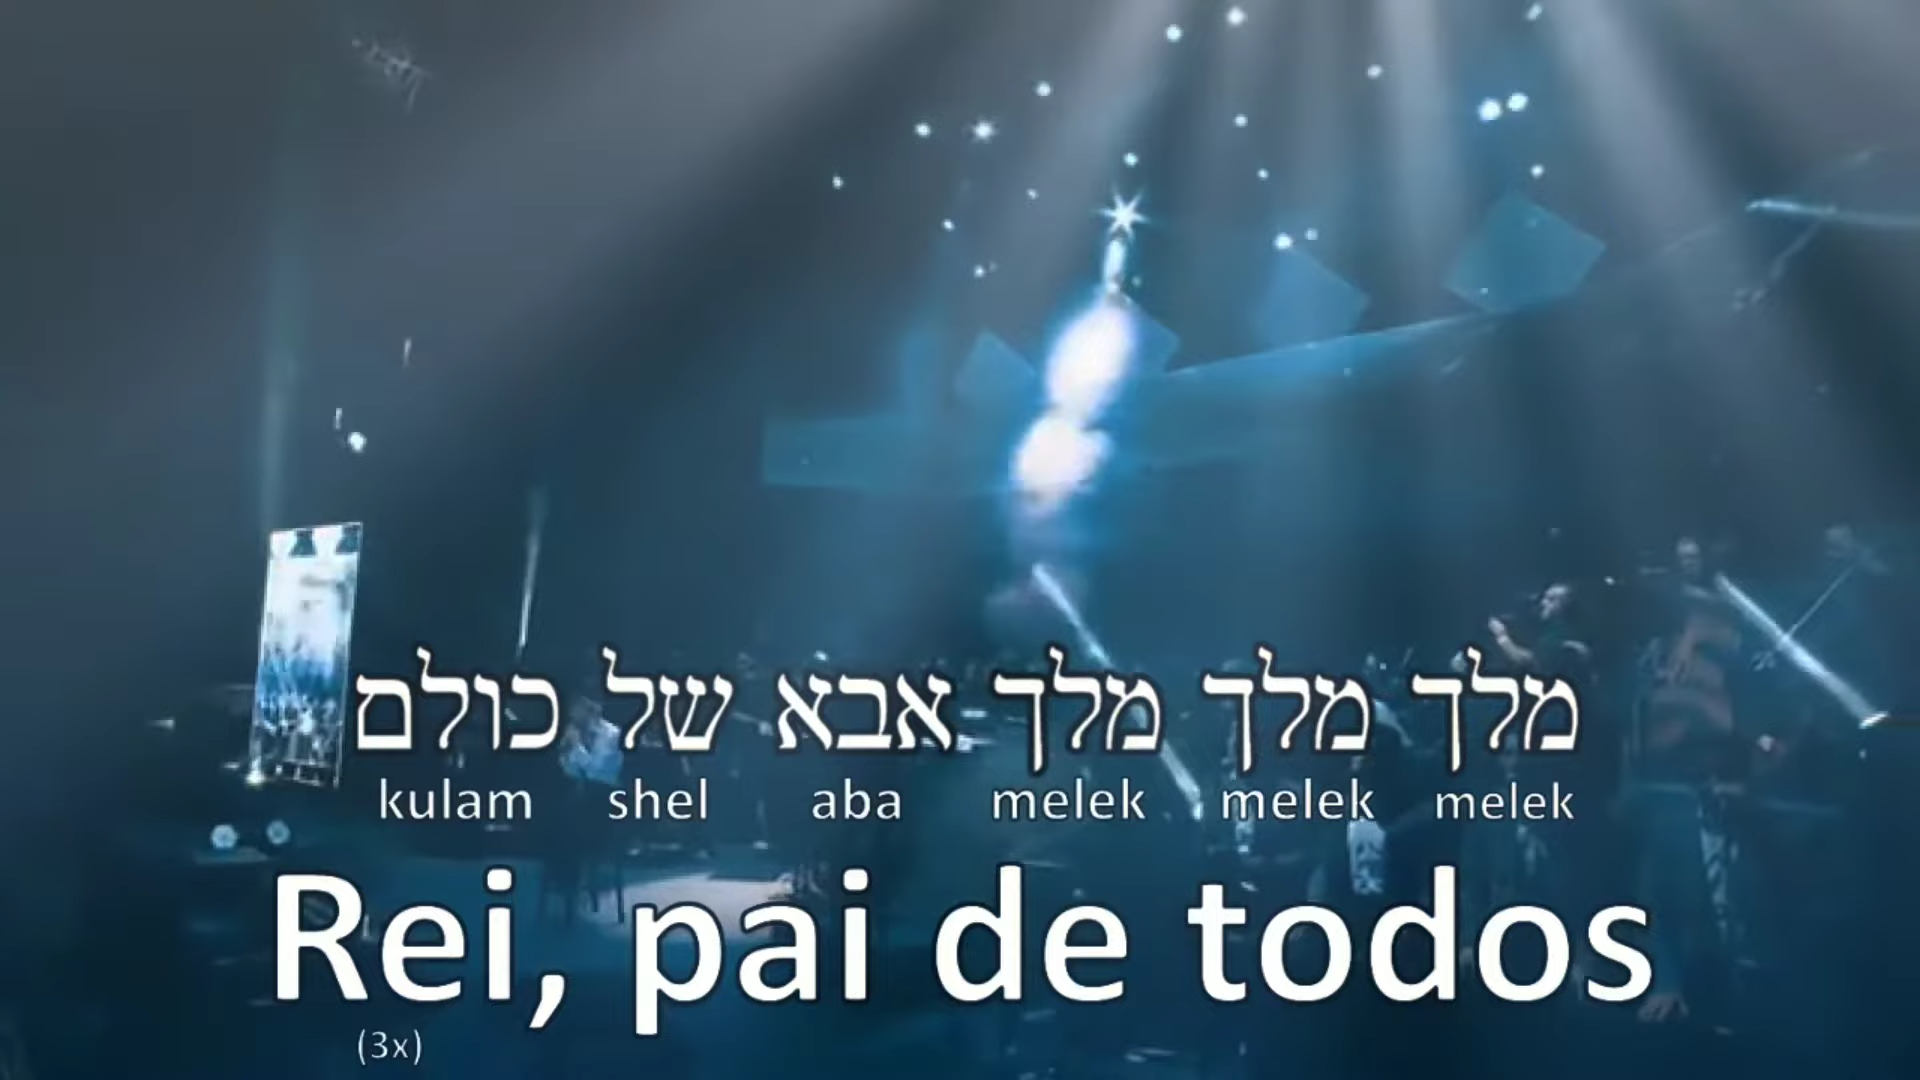 מלך מלך מלך אבא של כולם
kulam shel aba melek melek melek
Rei, pai de todos
(3x)